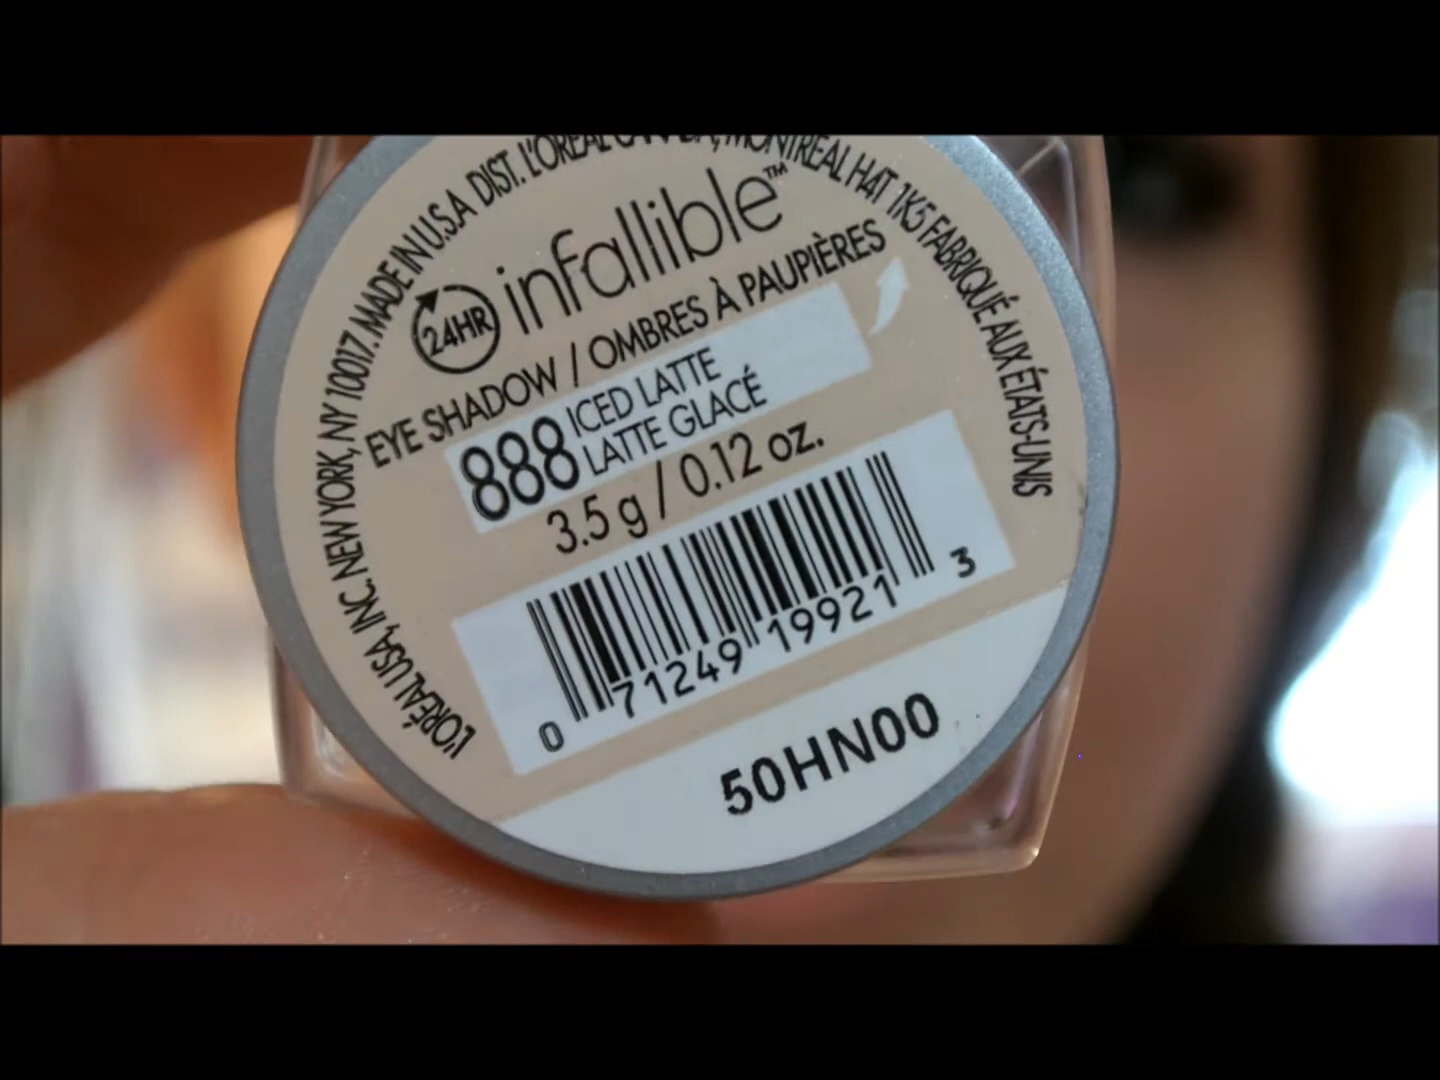 L'ORÉAL USA, INC. NEW YORK, NY 10017. MADE IN U.S.A DIST. L'ORÉAL CANADA, MONTRÉAL H4T 1K5 FABRIQUÉ AUX ÉTATS-UNIS
24HR infallible™
EYE SHADOW / OMBRES À PAUPIÈRES
888 ICED LATTE
LATTE GLACÉ
3.5 g / 0.12 oz.
0 71249 19921 3
50HN00